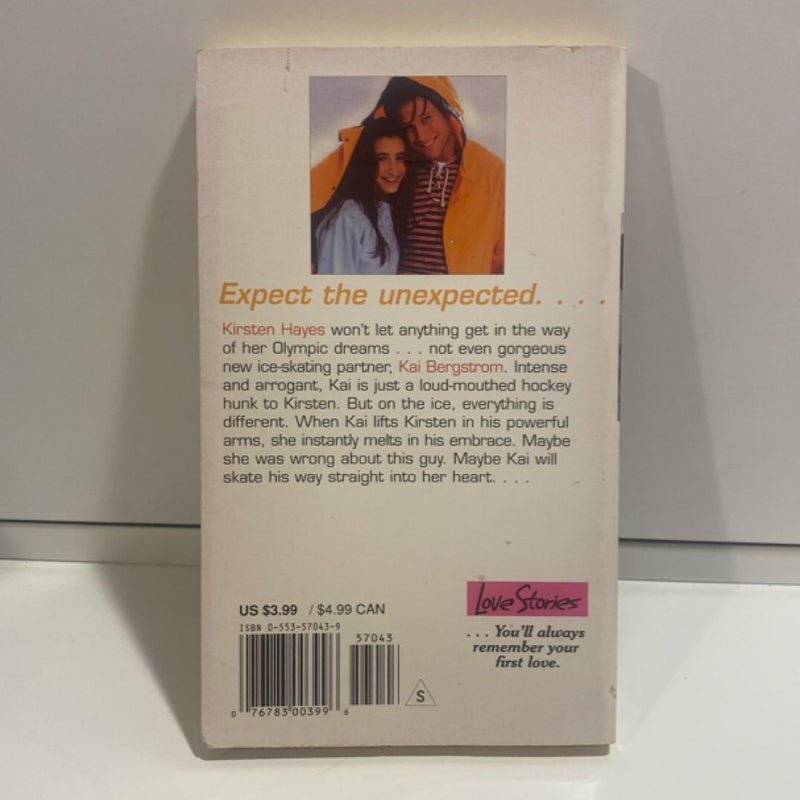 Expect the unexpected. . . .
Kirsten Hayes won't let anything get in the way
of her Olympic dreams . . . not even gorgeous
new ice-skating partner, Kai Bergstrom. Intense
and arrogant, Kai is just a loud-mouthed hockey
hunk to Kirsten. But on the ice, everything is
different. When Kai lifts Kirsten in his powerful
arms, she instantly melts in his embrace. Maybe
she was wrong about this guy. Maybe Kai will
skate his way straight into her heart. . . .
US $3.99 / $4.99 CAN
ISBN 0-553-57043-9
57043
0 76783 00399 6
S
Love Stories
. . . You'll always
remember your
first love.